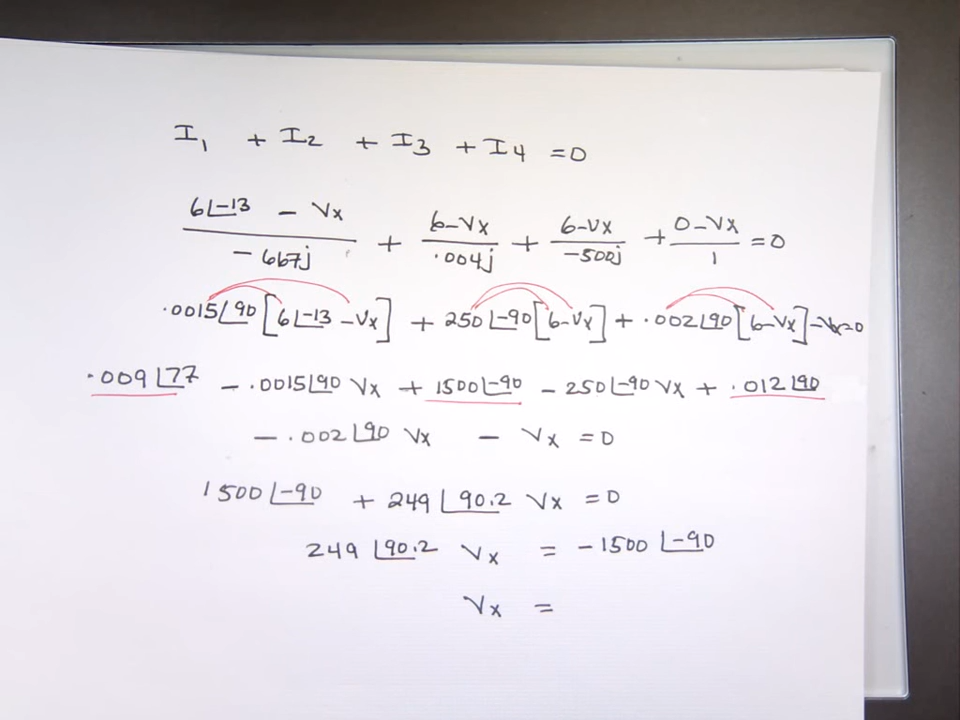 I₁ + I₂ + I₃ + I₄ = 0
6∠-13 - Vx / -667j + 6-Vx / .004j + 6-Vx / -500j + 0-Vx / 1 = 0
.0015∠90 [6∠-13 - Vx] + 250∠-90 [6-Vx] + .002∠90 [6-Vx] - Vx = 0
.009∠77 - .0015∠90 Vx + 1500∠-90 - 250∠-90 Vx + .012∠90
- .002∠90 Vx - Vx = 0
1500∠-90 + 249∠90.2 Vx = 0
249∠90.2 Vx = -1500∠-90
Vx =